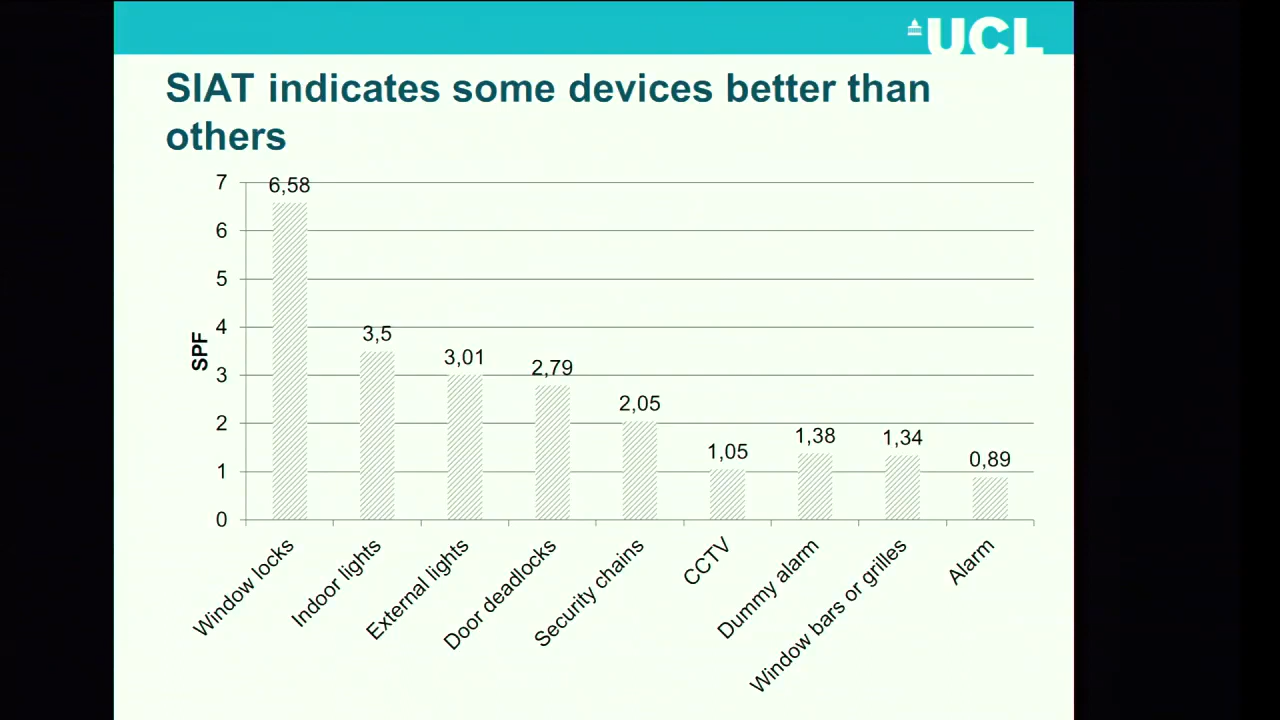 UCL
SIAT indicates some devices better than
others
7
6
5
4
3
2
1
0
SPF
6,58
3,5
3,01
2,79
2,05
1,05
1,38
1,34
0,89
Window locks
Indoor lights
External lights
Door deadlocks
Security chains
CCTV
Dummy alarm
Window bars or grilles
Alarm